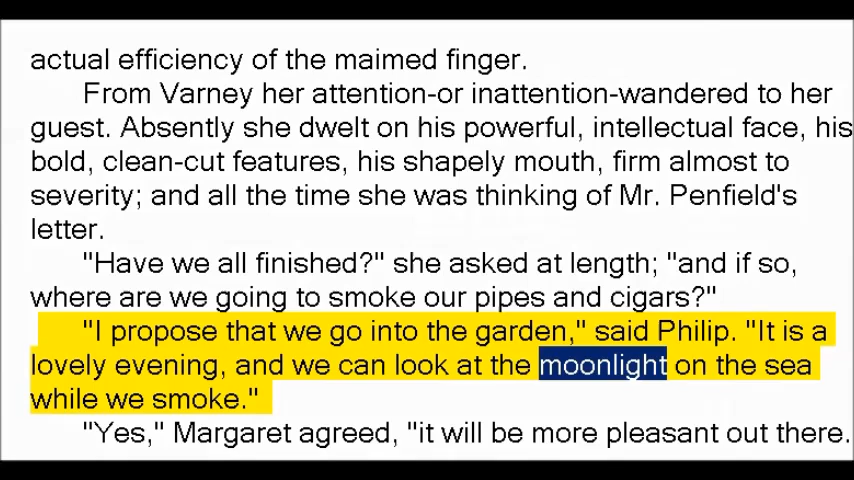 actual efficiency of the maimed finger.
From Varney her attention-or inattention-wandered to her
guest. Absently she dwelt on his powerful, intellectual face, his
bold, clean-cut features, his shapely mouth, firm almost to
severity; and all the time she was thinking of Mr. Penfield's
letter.
"Have we all finished?" she asked at length; "and if so,
where are we going to smoke our pipes and cigars?"
"I propose that we go into the garden," said Philip. "It is a
lovely evening, and we can look at the moonlight on the sea
while we smoke."
"Yes," Margaret agreed, "it will be more pleasant out there.